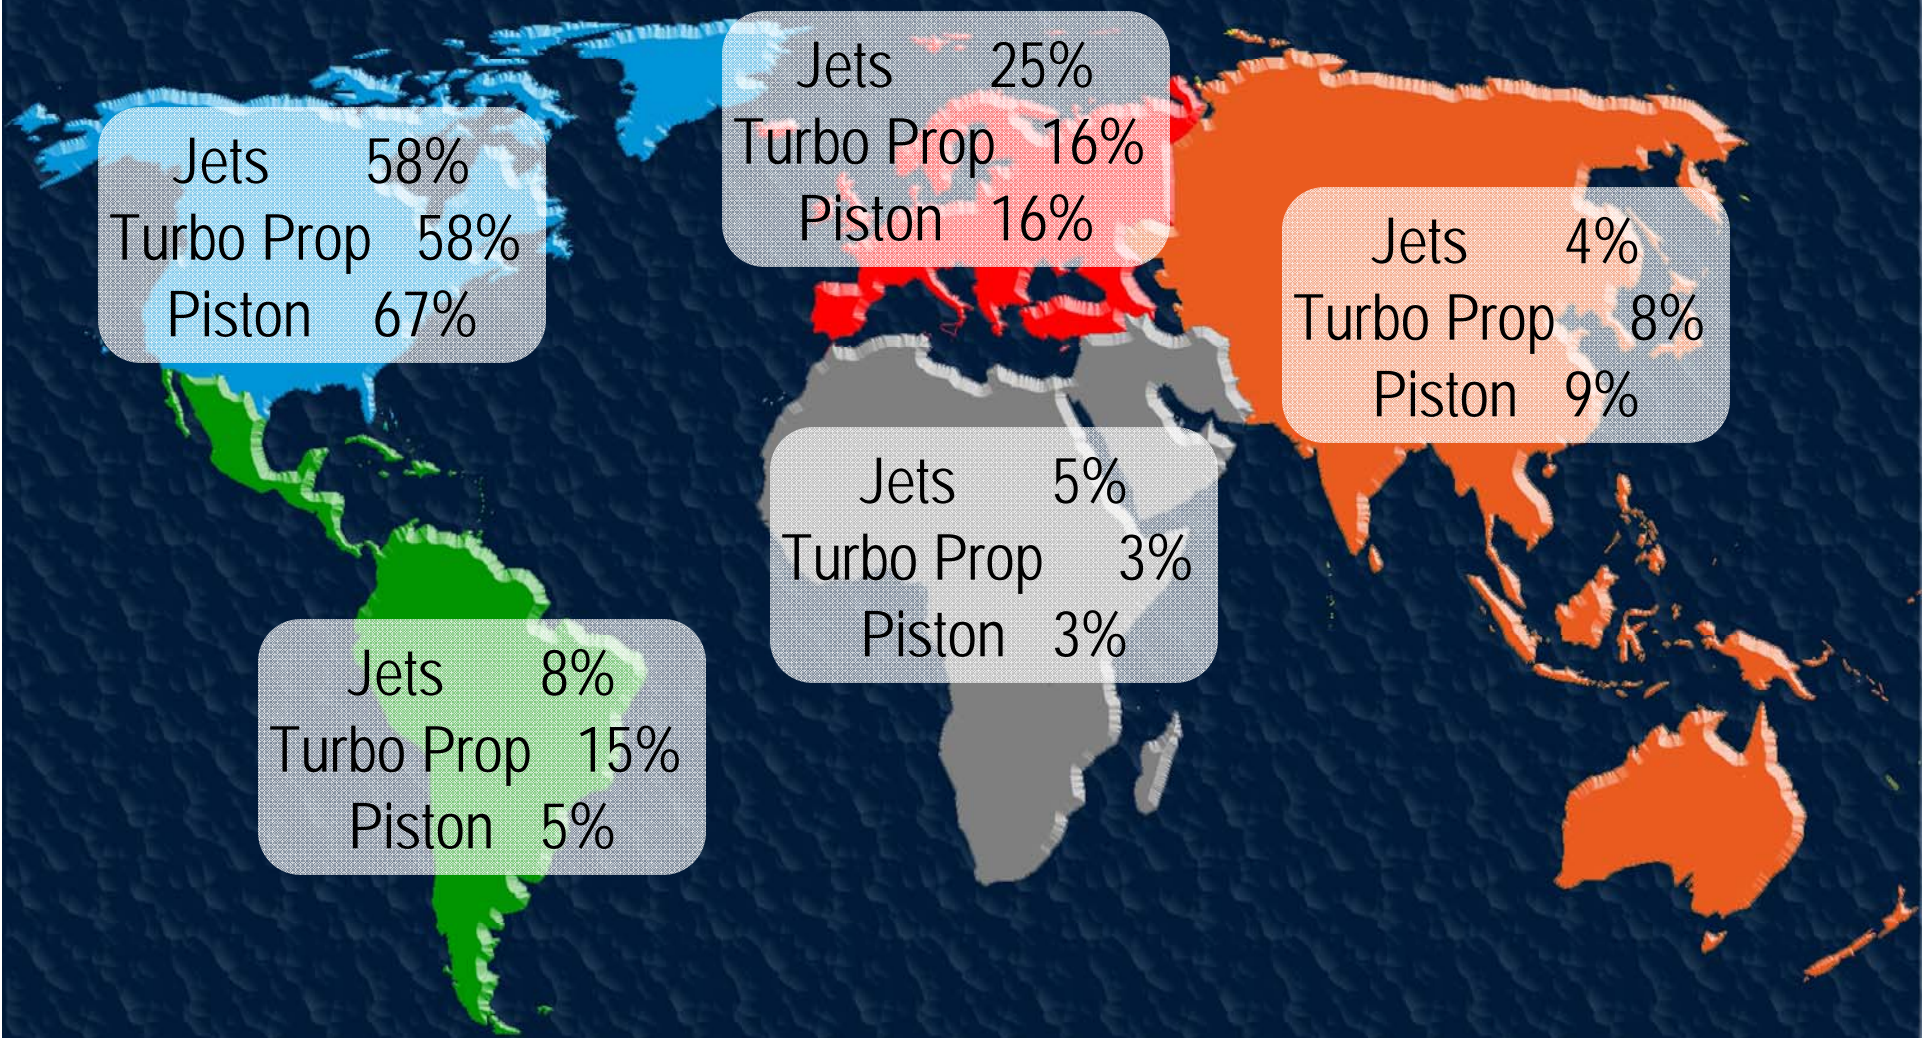 Jets 25%
Turbo Prop 16%
Piston 16%
Jets 58%
Turbo Prop 58%
Piston 67%
Jets 4%
Turbo Prop 8%
Piston 9%
Jets 5%
Turbo Prop 3%
Piston 3%
Jets 8%
Turbo Prop 15%
Piston 5%